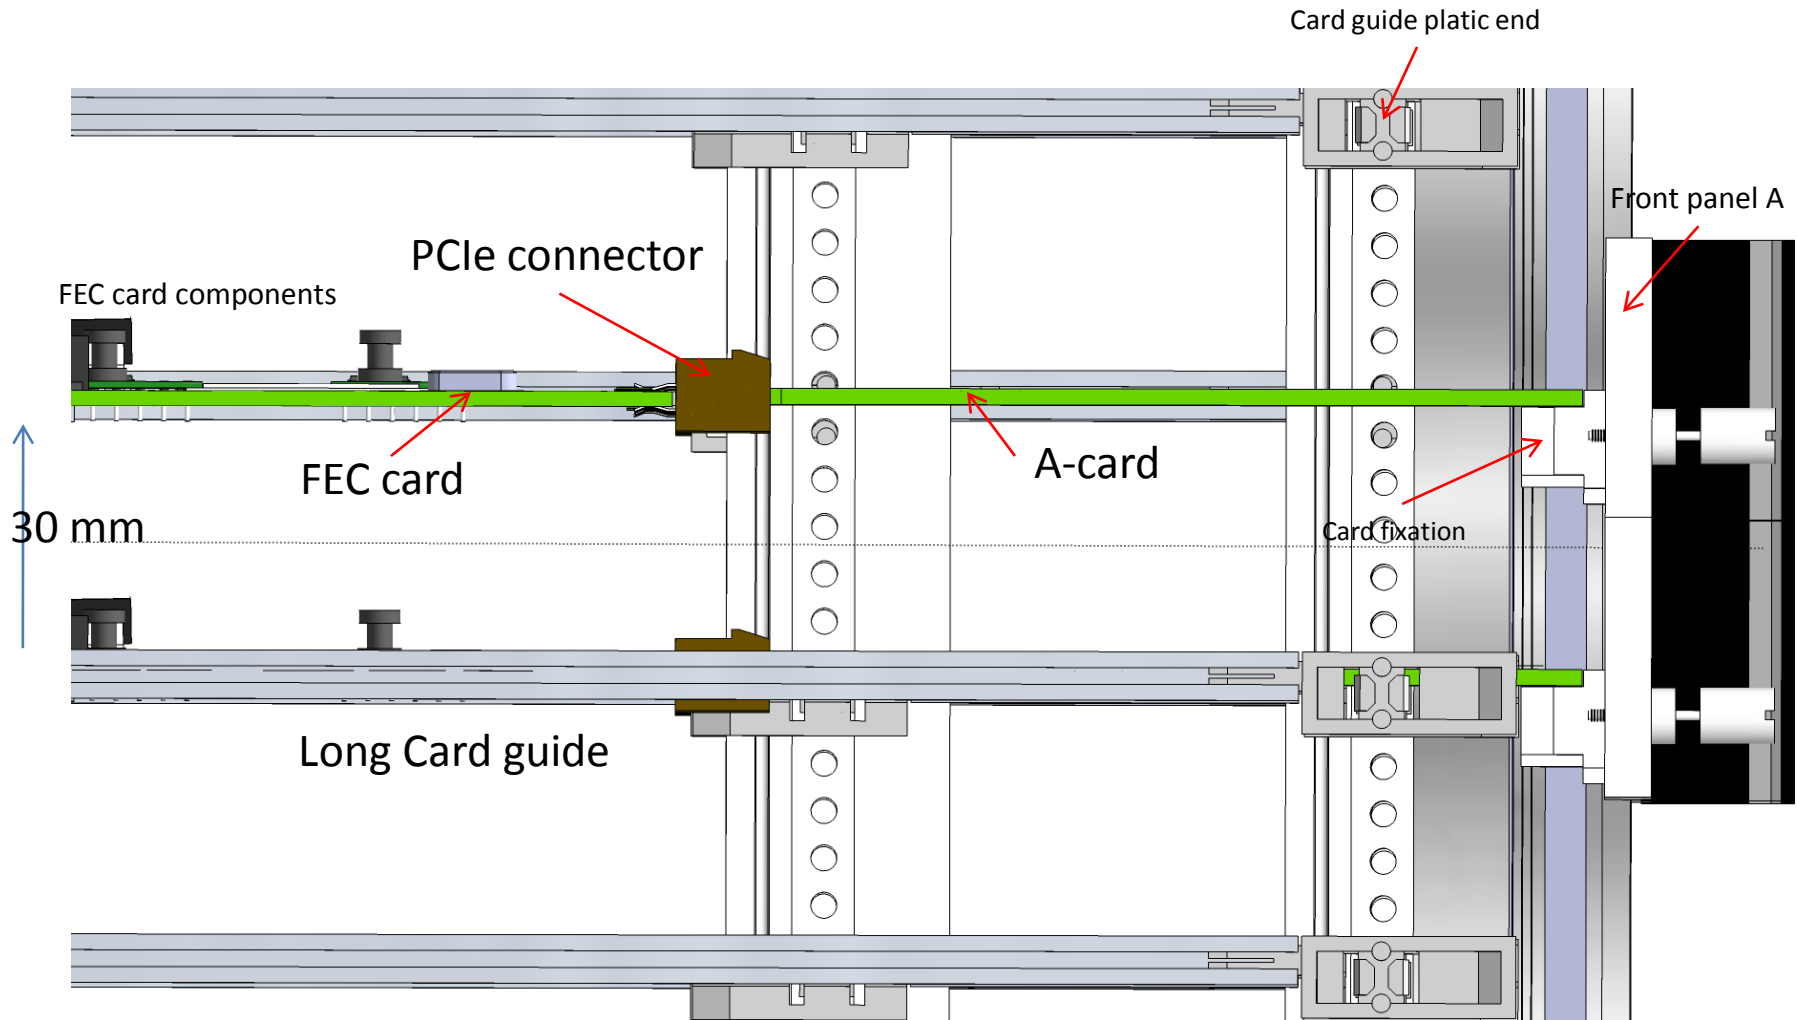 Card guide platic end
Front panel A
PCIe connector
FEC card components
A-card
FEC card
30 mm
Card fixation
Long Card guide